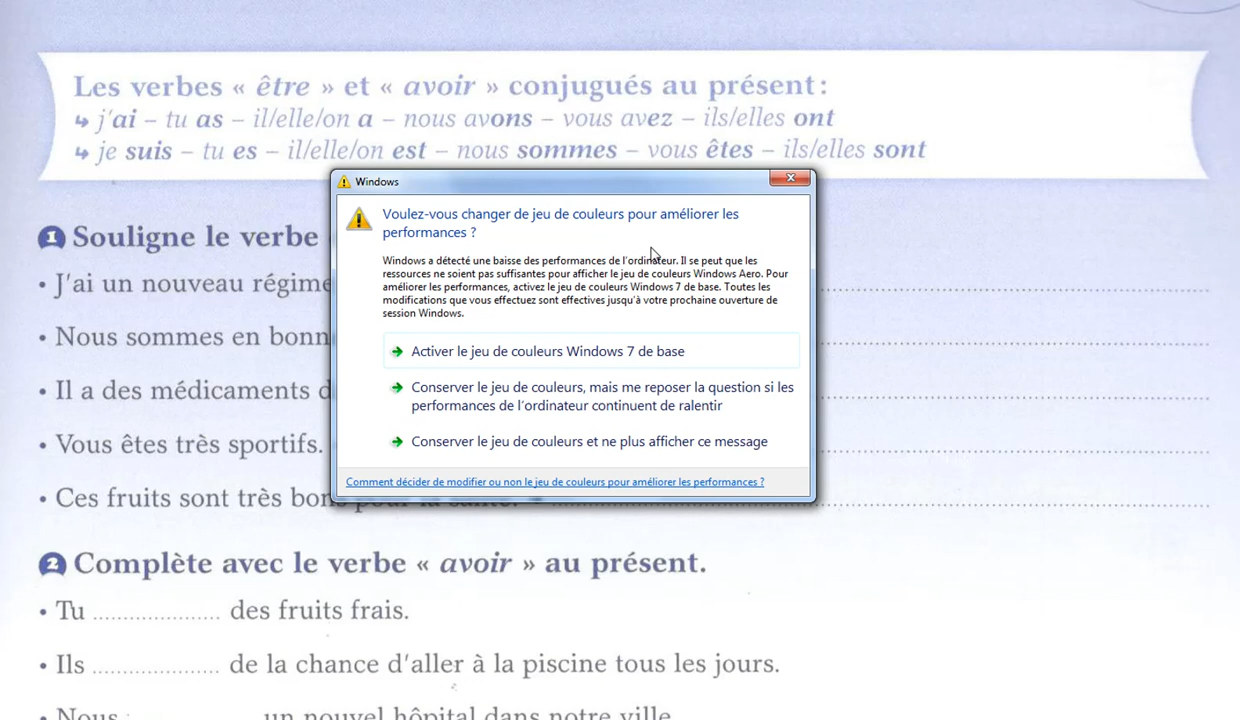 Les verbes « être » et « avoir » conjugués au présent :
↳ j'ai – tu as – il/elle/on a – nous avons – vous avez – ils/elles ont
↳ je suis – tu es – il/elle/on est – nous sommes – vous êtes – ils/elles sont
Windows
Voulez-vous changer de jeu de couleurs pour améliorer les
performances ?
Windows a détecté une baisse des performances de l'ordinateur. Il se peut que les
ressources ne soient pas suffisantes pour afficher le jeu de couleurs Windows Aero. Pour
améliorer les performances, activez le jeu de couleurs Windows 7 de base. Toutes les
modifications que vous effectuez sont effectives jusqu'à votre prochaine ouverture de
session Windows.
Activer le jeu de couleurs Windows 7 de base
Conserver le jeu de couleurs, mais me reposer la question si les
performances de l'ordinateur continuent de ralentir
Conserver le jeu de couleurs et ne plus afficher ce message
Comment décider de modifier ou non le jeu de couleurs pour améliorer les performances ?
1 Souligne le verbe
• J'ai un nouveau régime
• Nous sommes en bonn
• Il a des médicaments d
• Vous êtes très sportifs.
• Ces fruits sont très bons pour la santé.
2 Complète avec le verbe « avoir » au présent.
• Tu .................... des fruits frais.
• Ils .................... de la chance d'aller à la piscine tous les jours.
• Nous un nouvel hôpital dans notre ville